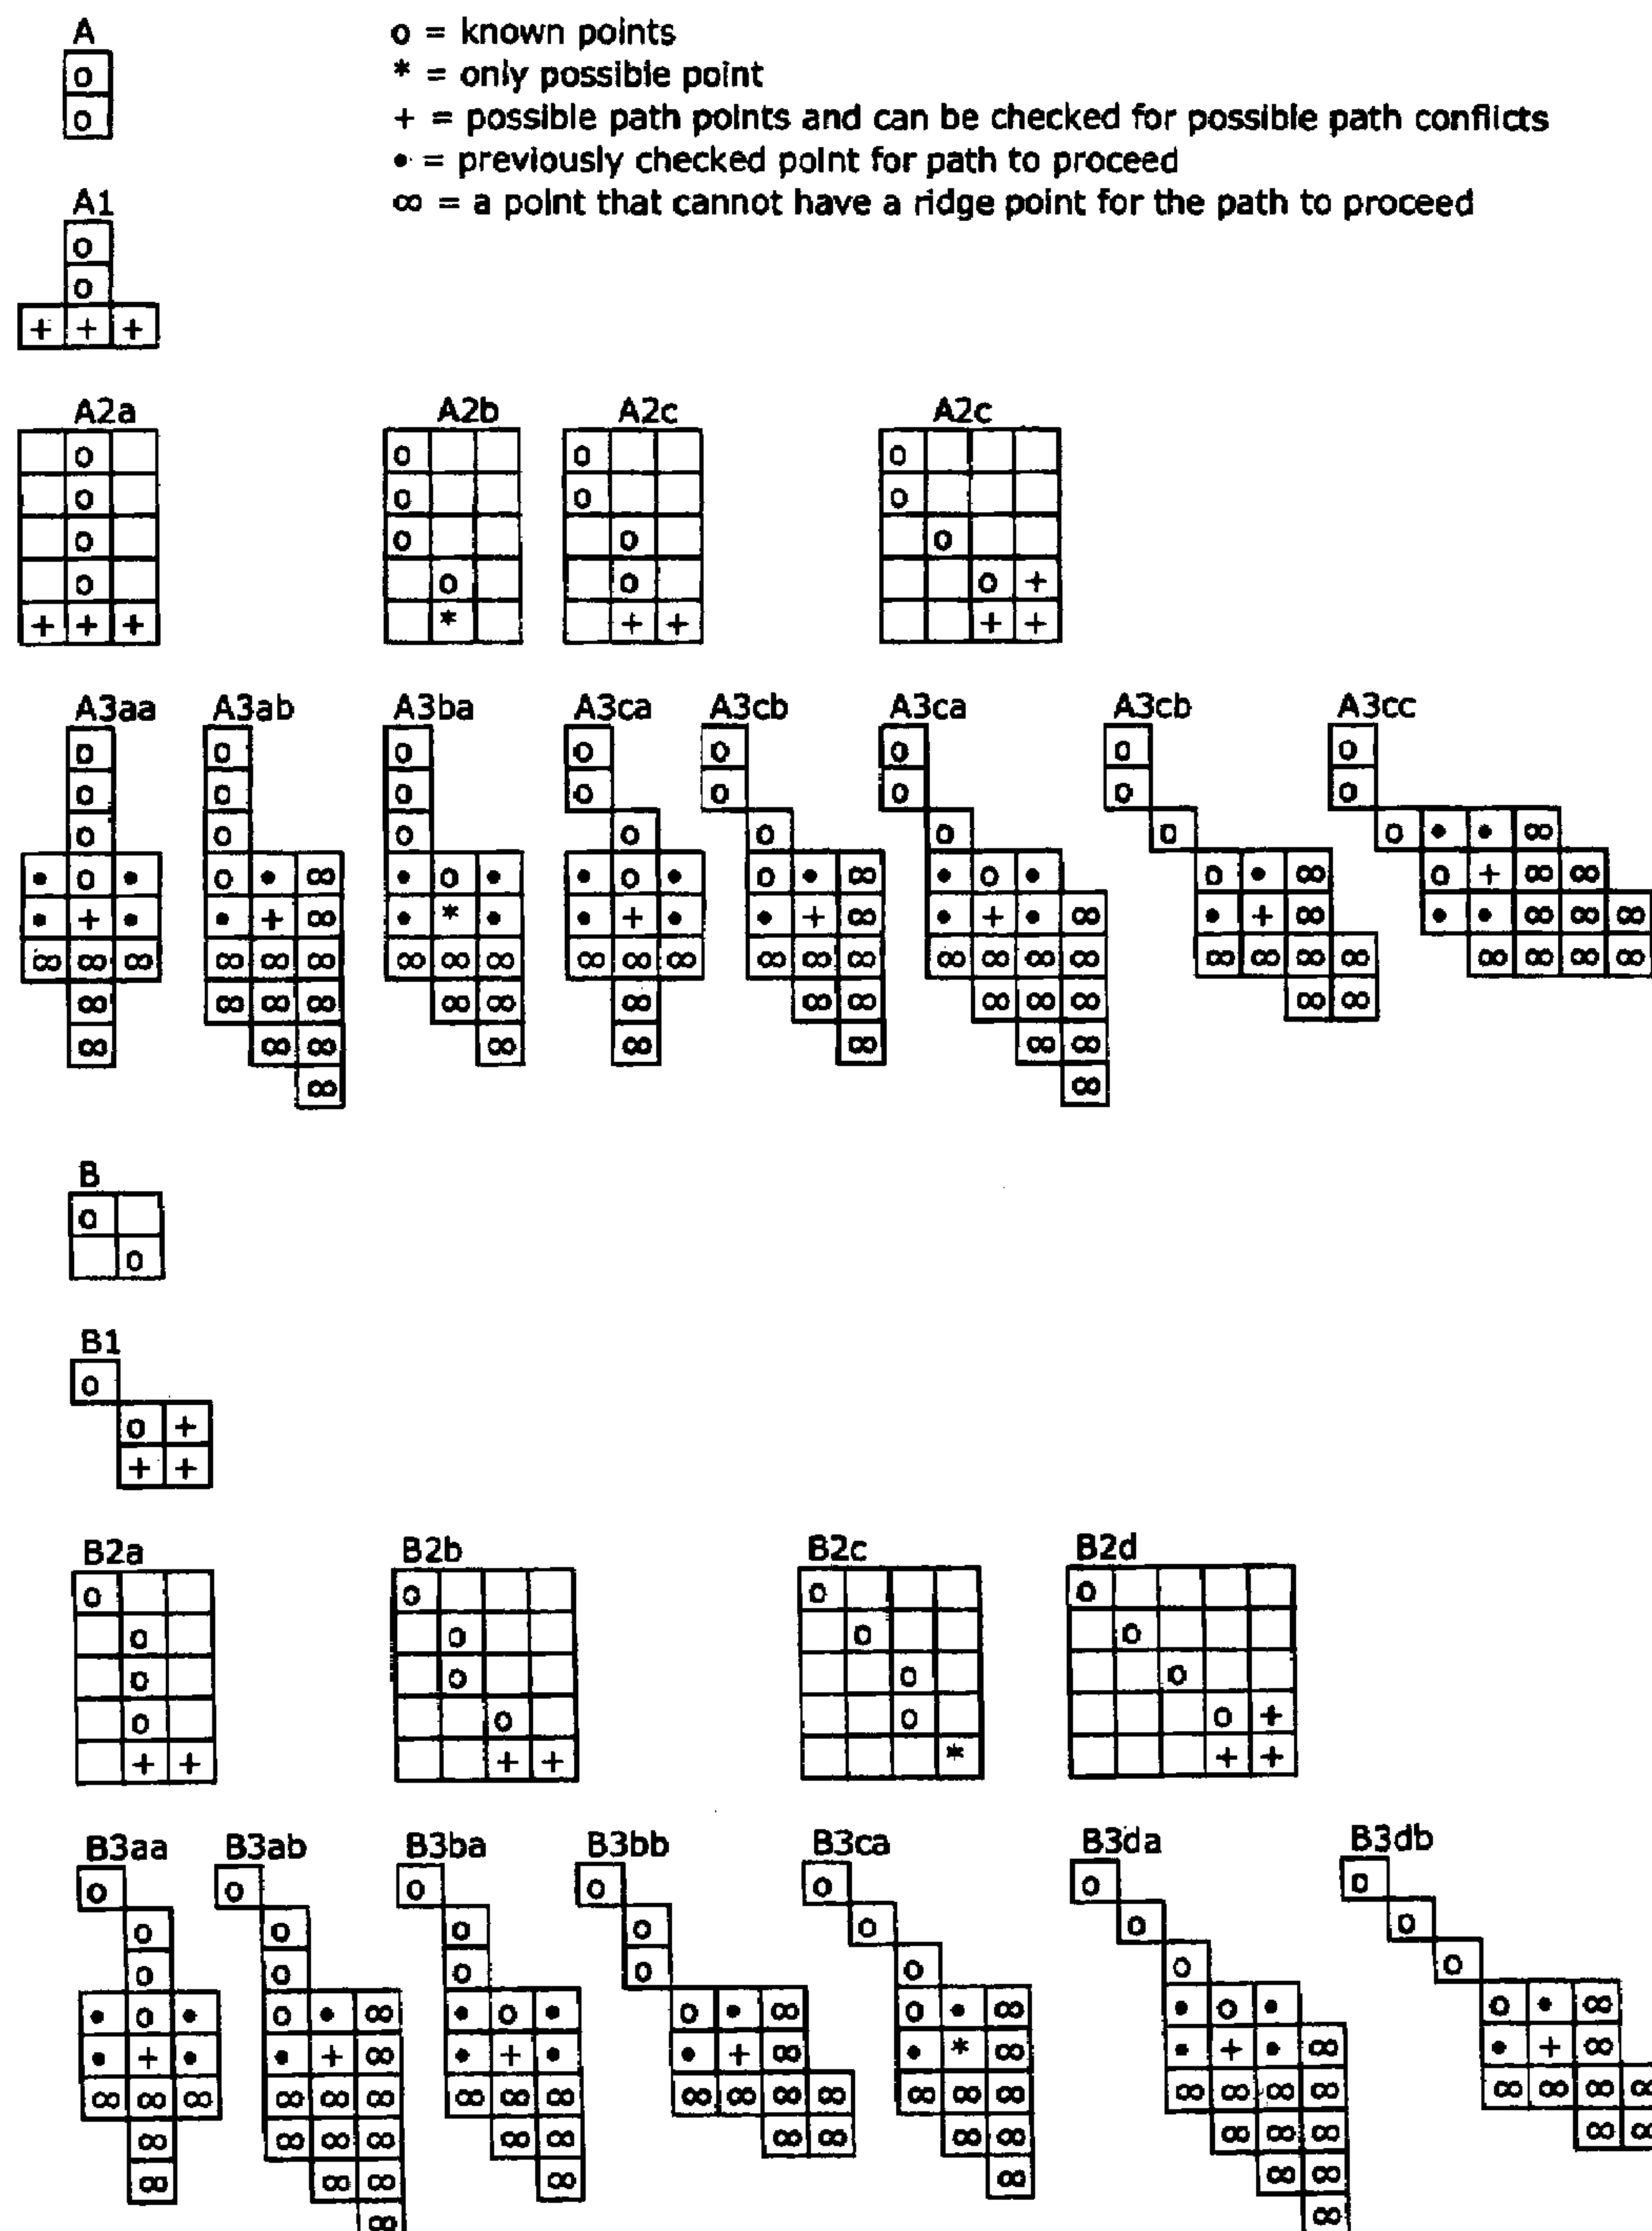 A
o
o
o = known points
* = only possible point
+ = possible path points and can be checked for possible path conflicts
• = previously checked point for path to proceed
∞ = a point that cannot have a ridge point for the path to proceed
A1
o
o
+ + +
A2a A2b A2c A2c
o o o o
o o o o
o o o o
o o o o +
+ + + * + + + +
A3aa A3ab A3ba A3ca A3cb A3ca A3cb A3cc
o o o o o o o o
o o o o o o o o
o o o o o o o o • • ∞
• o • o • ∞ • o • • o • o • ∞ • o • o • ∞ o + ∞ ∞
• + • • + ∞ • * • • + • • + ∞ • + • ∞ • + ∞ • • ∞ ∞ ∞
∞ ∞ ∞ ∞ ∞ ∞ ∞ ∞ ∞ ∞ ∞ ∞ ∞ ∞ ∞ ∞ ∞ ∞ ∞ ∞ ∞ ∞ ∞ ∞ ∞ ∞ ∞
∞ ∞ ∞ ∞ ∞ ∞ ∞ ∞ ∞ ∞ ∞ ∞ ∞ ∞
∞ ∞ ∞ ∞ ∞ ∞ ∞ ∞
∞ ∞
B
o
o
B1
o
o +
+ +
B2a B2b B2c B2d
o o o o
o o o o
o o o o
o o o o +
+ + + + * + +
B3aa B3ab B3ba B3bb B3ca B3da B3db
o o o o o o o
o o o o o o o
o o o o o o o
• o • o • ∞ • o • o • ∞ o • ∞ • o • o • ∞
• + • • + ∞ • + • • + ∞ • * ∞ • + • ∞ • + ∞
∞ ∞ ∞ ∞ ∞ ∞ ∞ ∞ ∞ ∞ ∞ ∞ ∞ ∞ ∞ ∞ ∞ ∞ ∞ ∞ ∞ ∞ ∞ ∞
∞ ∞ ∞ ∞ ∞ ∞ ∞ ∞ ∞ ∞ ∞ ∞ ∞ ∞ ∞
∞ ∞ ∞ ∞ ∞ ∞ ∞
∞ ∞